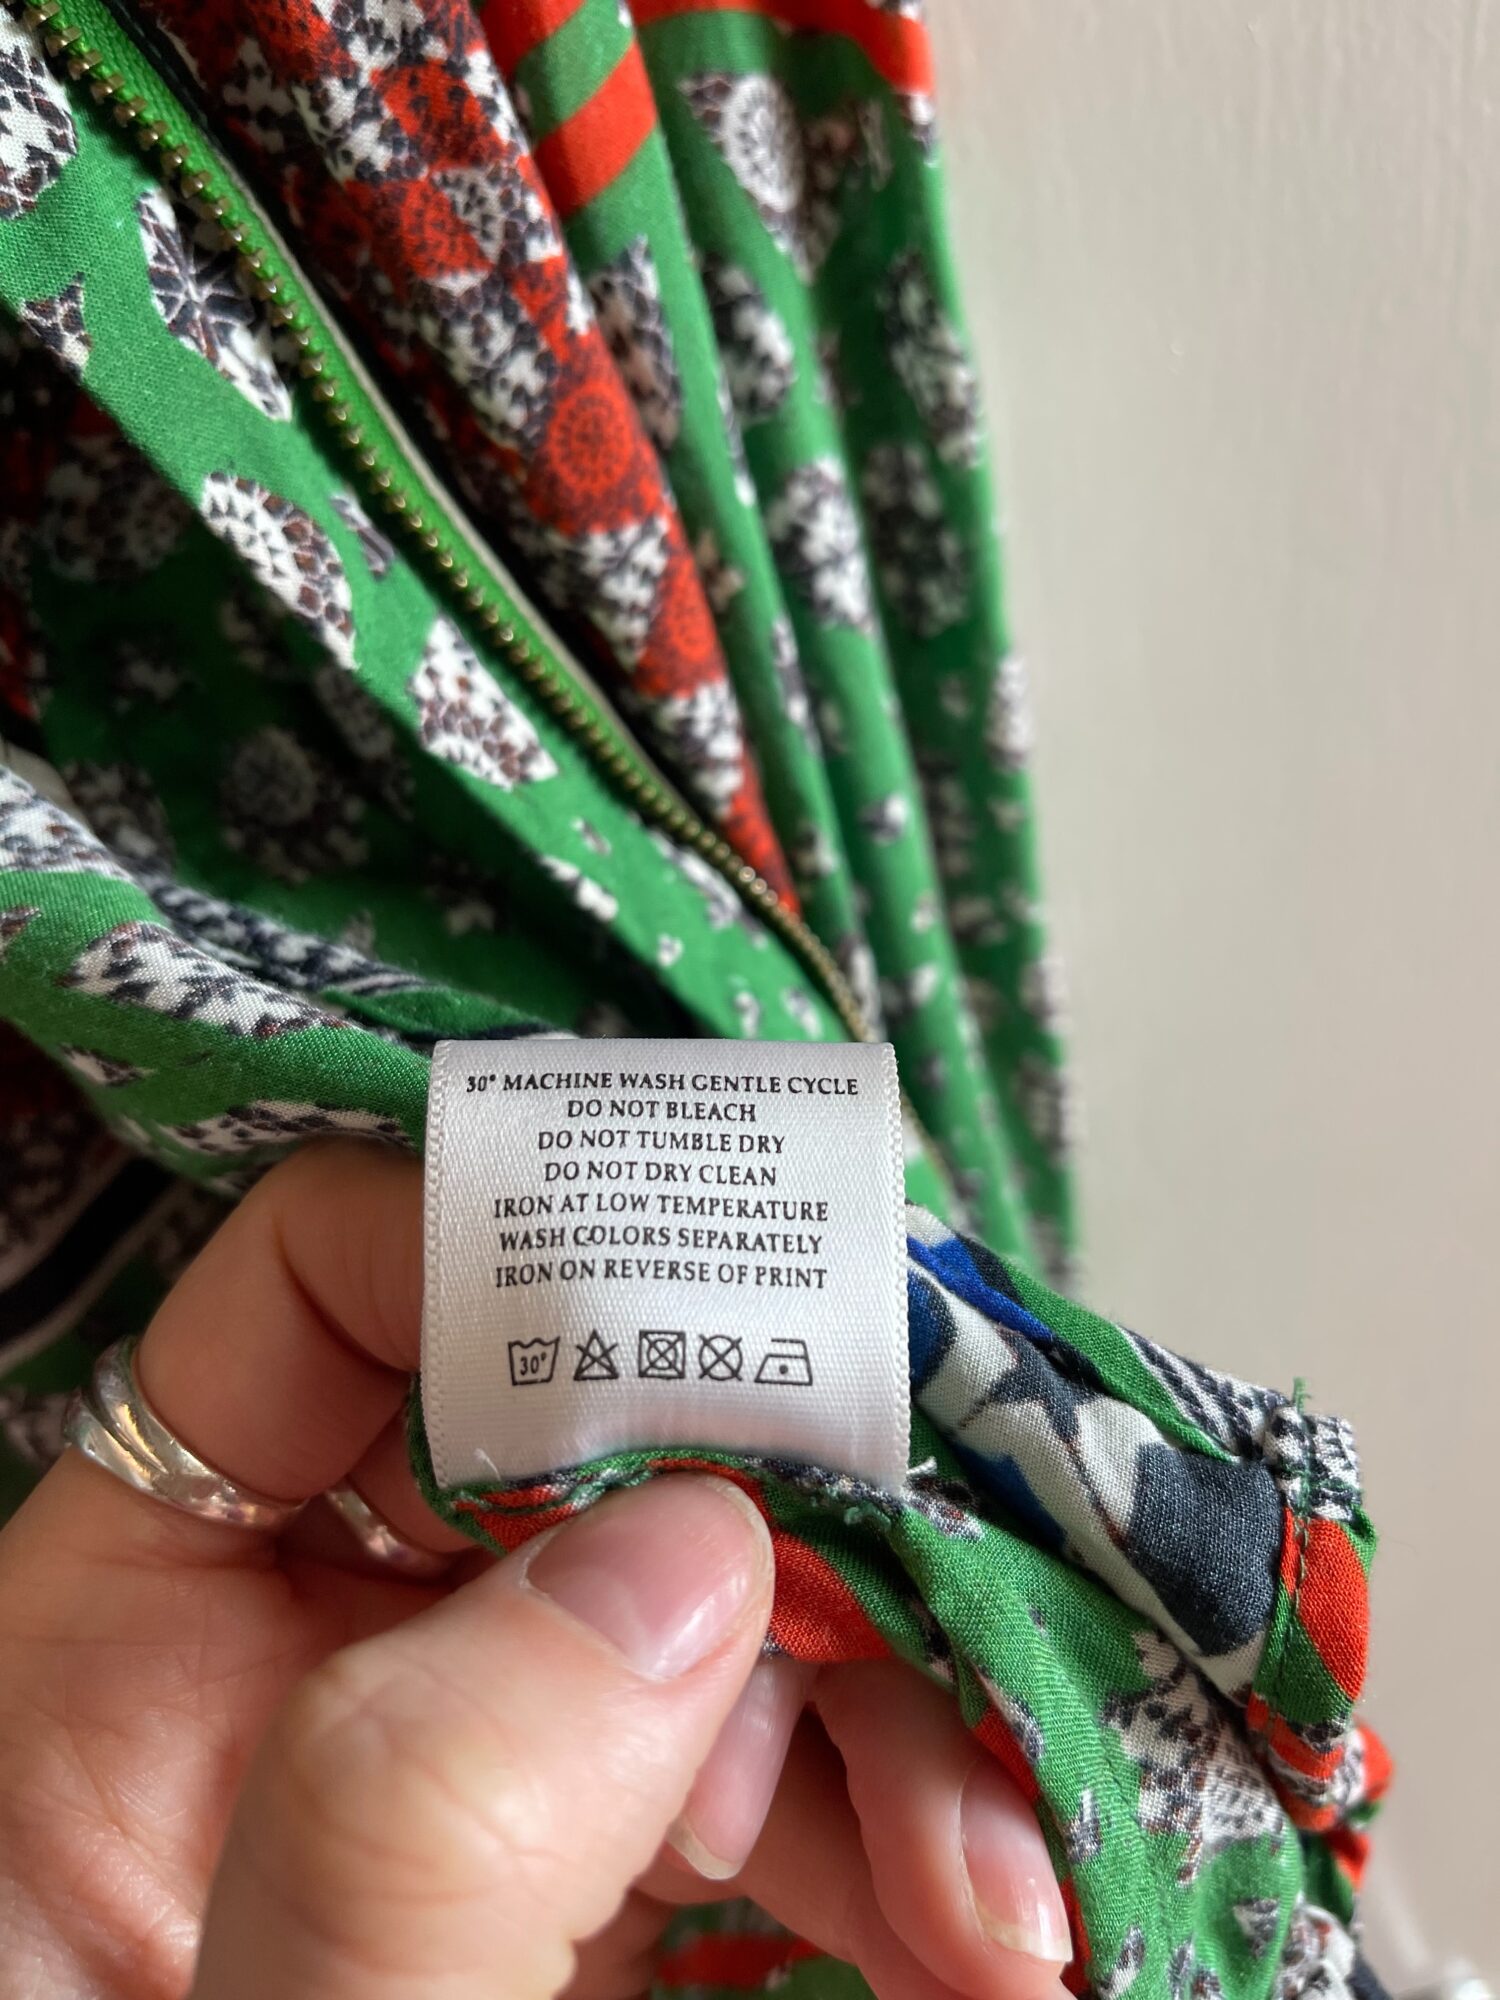 30° MACHINE WASH GENTLE CYCLE
DO NOT BLEACH
DO NOT TUMBLE DRY
DO NOT DRY CLEAN
IRON AT LOW TEMPERATURE
WASH COLORS SEPARATELY
IRON ON REVERSE OF PRINT
30°